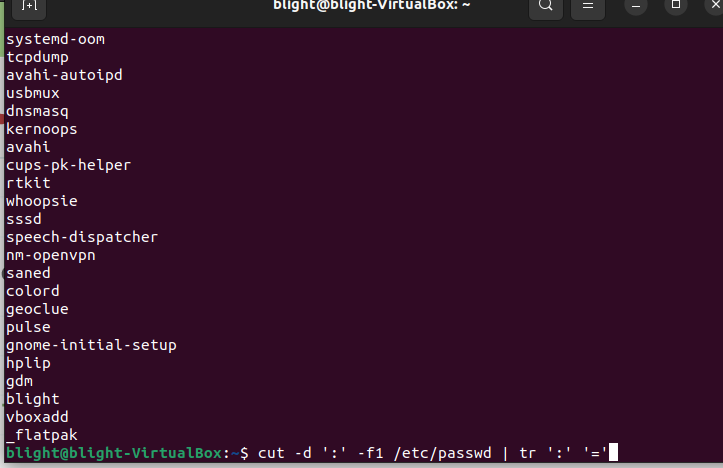 blight@blight-VirtualBox: ~
systemd-oom
tcpdump
avahi-autoipd
usbmux
dnsmasq
kernoops
avahi
cups-pk-helper
rtkit
whoopsie
sssd
speech-dispatcher
nm-openvpn
saned
colord
geoclue
pulse
gnome-initial-setup
hplip
gdm
blight
vboxadd
_flatpak
blight@blight-VirtualBox:~$ cut -d ':' -f1 /etc/passwd | tr ':' '='